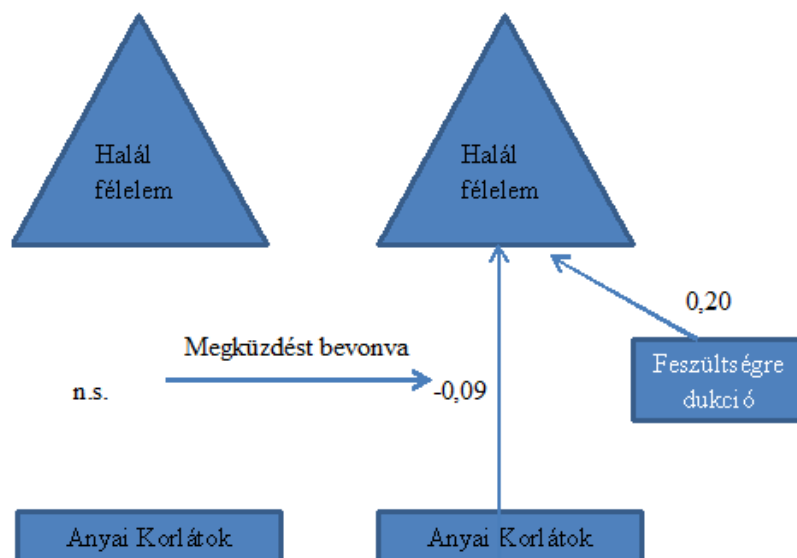 Halál
félelem
Halál
félelem
0,20
Megküzdést bevonva
Feszültségre
dukció
n.s.
-0,09
Anyai Korlátok
Anyai Korlátok